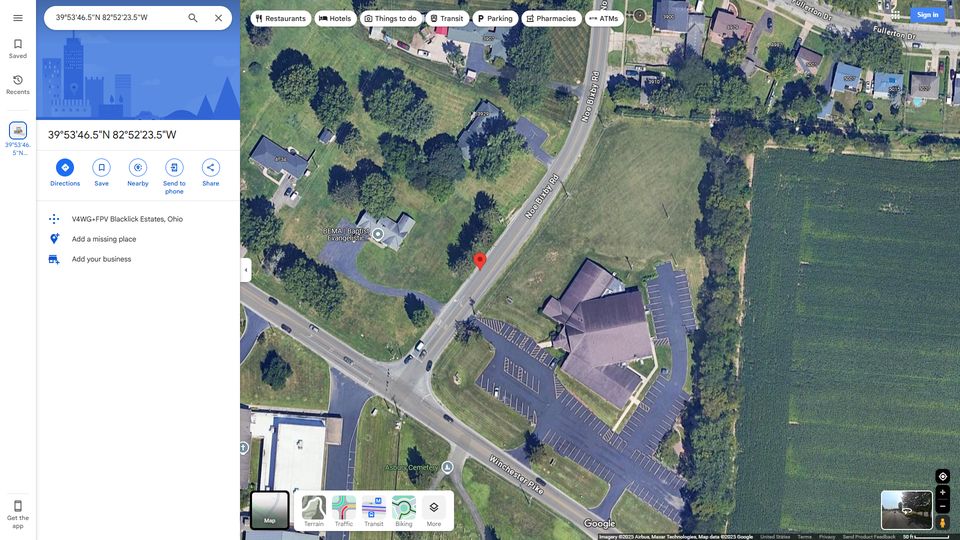 39°53'46.5"N 82°52'23.5"W
Restaurants
Hotels
Things to do
Transit
Parking
Pharmacies
ATMs
Sign in
Saved
Recents
39°53'46.
5"N...
39°53'46.5"N 82°52'23.5"W
Directions
Save
Nearby
Send to
phone
Share
V4WG+FPV Blacklick Estates, Ohio
Add a missing place
Add your business
Get the
app
Fullerton Dr
Fullerton Dr
3900
3910
Noe Bixby Rd
Noe Bixby Rd
Evangelistic
Asbury Cemetery
Winchester Pike
Map
Terrain
Traffic
Transit
Biking
More
Google
Imagery ©2025 Airbus, Maxar Technologies, Map data ©2025 Google
United States
Terms
Privacy
Send Product Feedback
50 ft